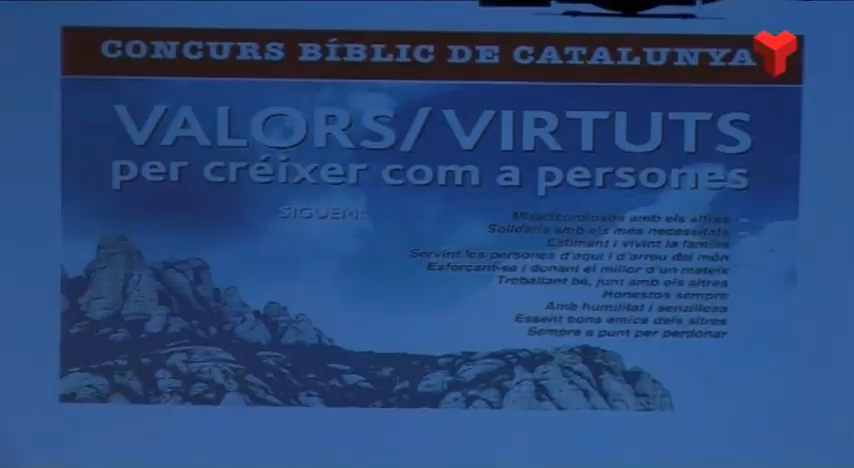 CONCURS BÍBLIC DE CATALUNYA
VALORS/VIRTUTS
per créixer com a persones
SIGUEM:
Misericordiosos amb els altres
Solidaris amb els més necessitats
Estimant i vivint la família
Servint les persones d'aquí i d'arreu del món
Esforçant-se i donant el millor d'un mateix
Treballant bé, junt amb els altres
Honestos sempre
Amb humilitat i senzillesa
Essent bons amics dels altres
Sempre a punt per perdonar